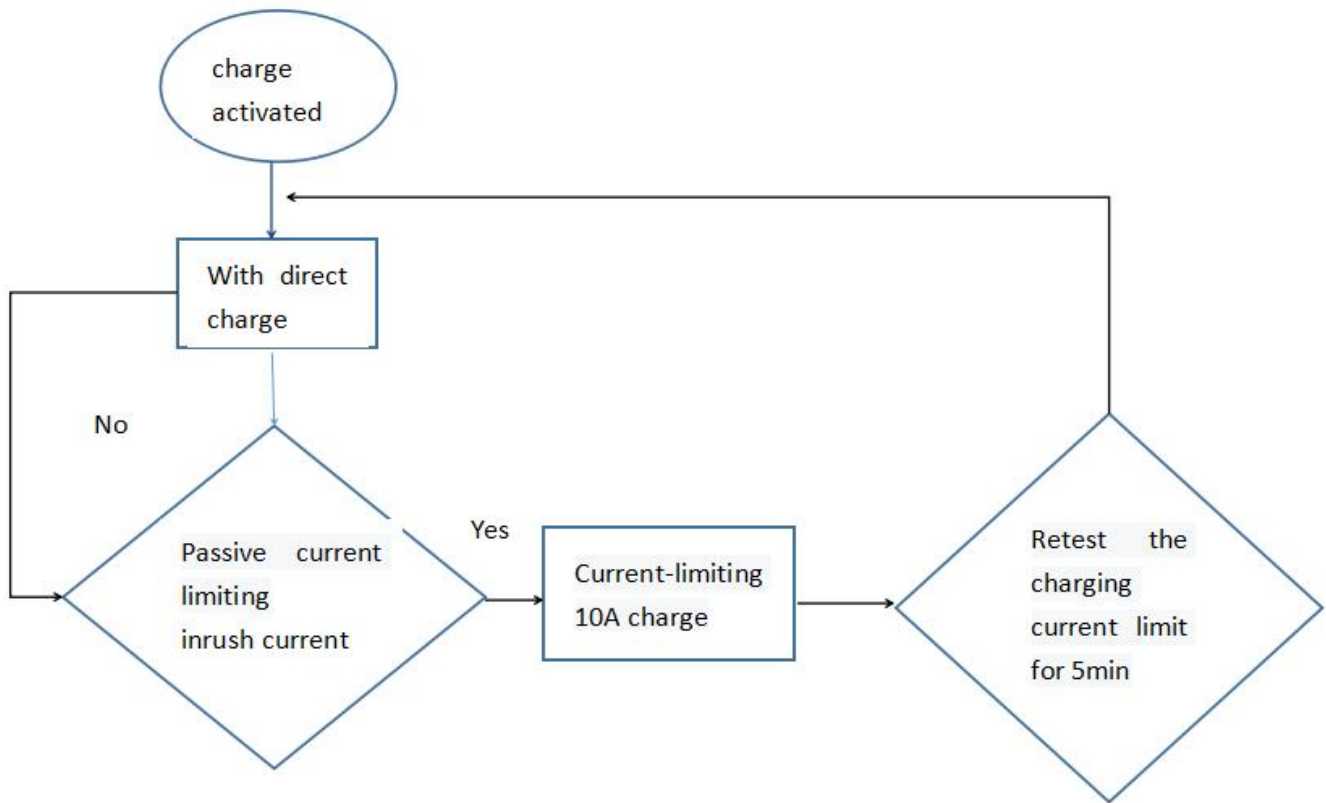 charge
activated
With direct
charge
No
Yes
Passive current
limiting
inrush current
Current-limiting
10A charge
Retest the
charging
current limit
for 5min